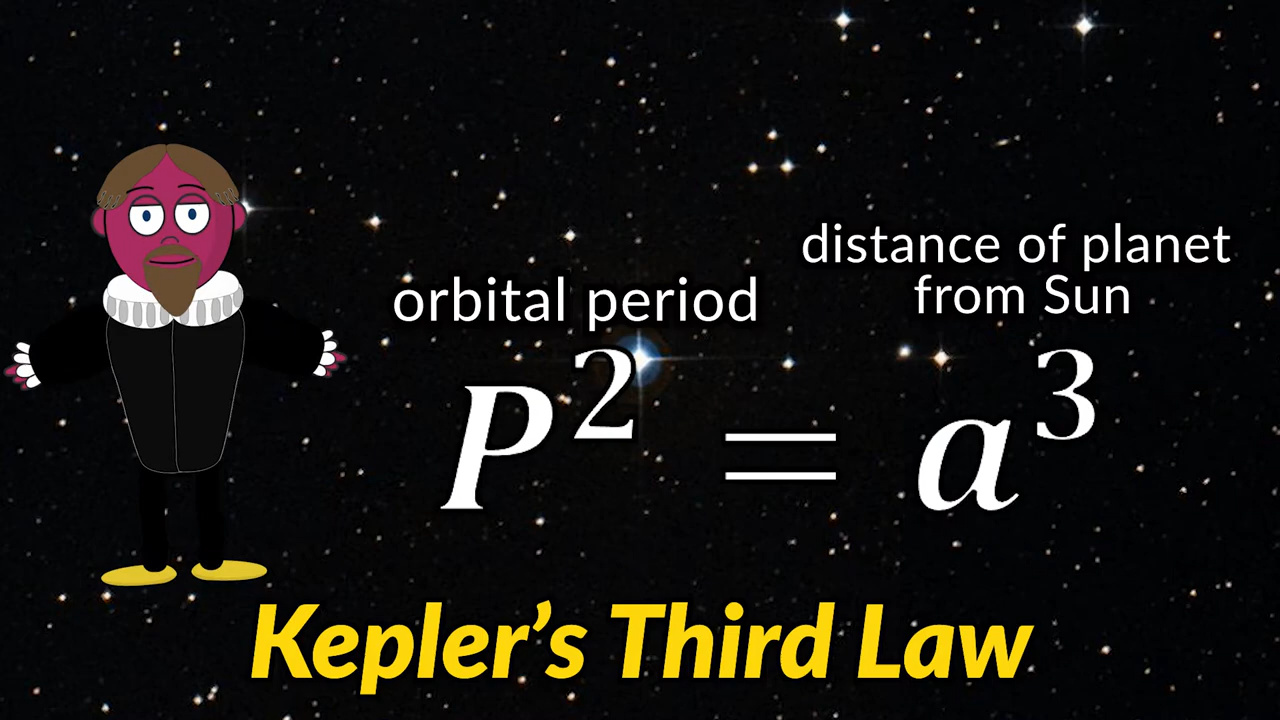 orbital period
distance of planet
from Sun
P² = a³
Kepler’s Third Law